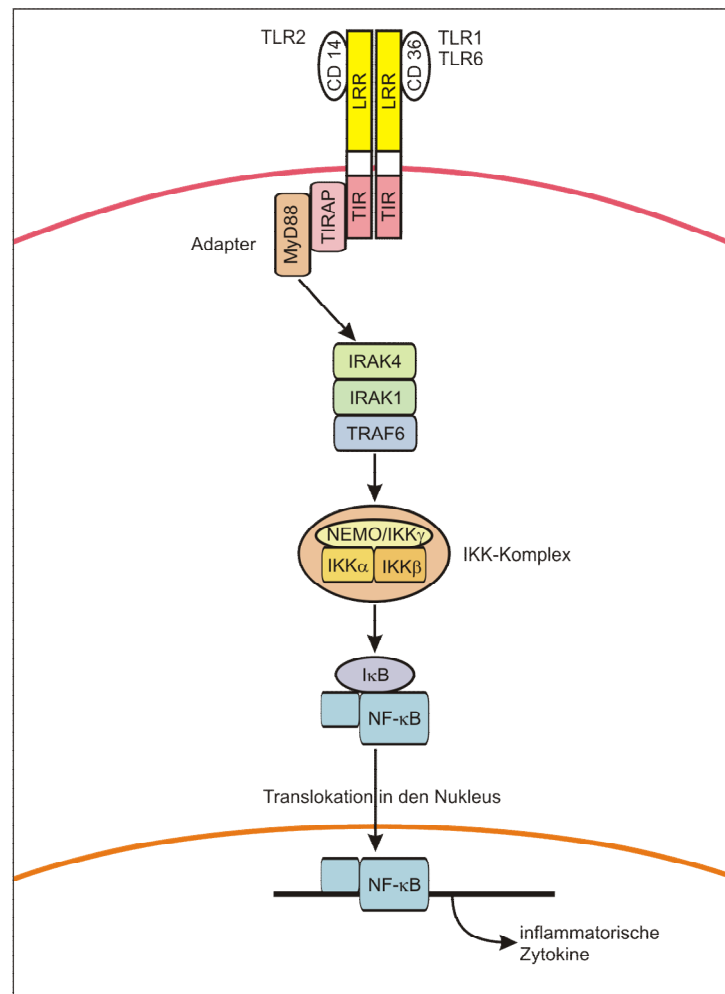 TLR2
CD 14
LRR
LRR
CD 36
TLR1
TLR6
Adapter
MyD88
TIRAP
TIR
TIR
IRAK4
IRAK1
TRAF6
NEMO/IKKγ
IKKα
IKKβ
IKK-Komplex
IκB
NF-κB
Translokation in den Nukleus
NF-κB
inflammatorische
Zytokine